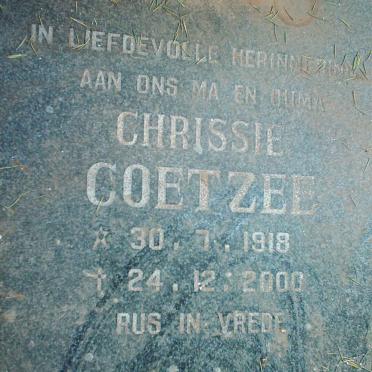 IN LIEFDEVOLLE HERINNERING
AAN ONS MA EN OUMA
CHRISSIE
COETZEE
* 30.7.1918
† 24.12.2000
RUS IN VREDE